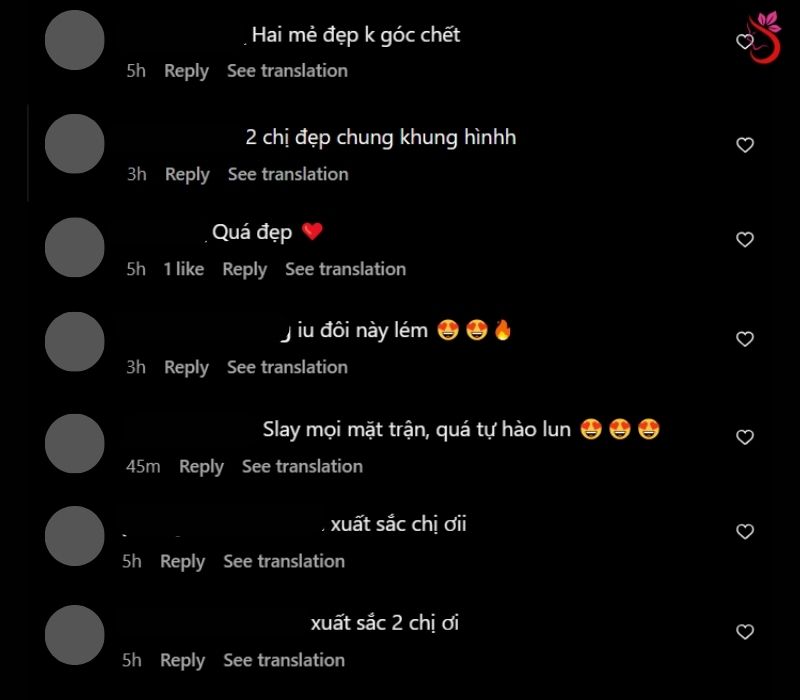 Hai mẻ đẹp k góc chết
5h Reply See translation
2 chị đẹp chung khung hìnhh
3h Reply See translation
Quá đẹp ❤️
5h 1 like Reply See translation
iu đôi này lém 😍😍🔥
3h Reply See translation
Slay mọi mặt trận, quá tự hào lun 😍😍😍
45m Reply See translation
xuất sắc chị ơii
5h Reply See translation
xuất sắc 2 chị ơi
5h Reply See translation